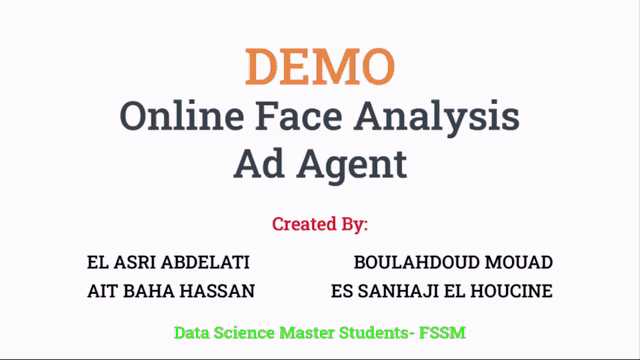 DEMO
Online Face Analysis
Ad Agent
Created By:
EL ASRI ABDELATI BOULAHDOUD MOUAD
AIT BAHA HASSAN ES SANHAJI EL HOUCINE
Data Science Master Students- FSSM